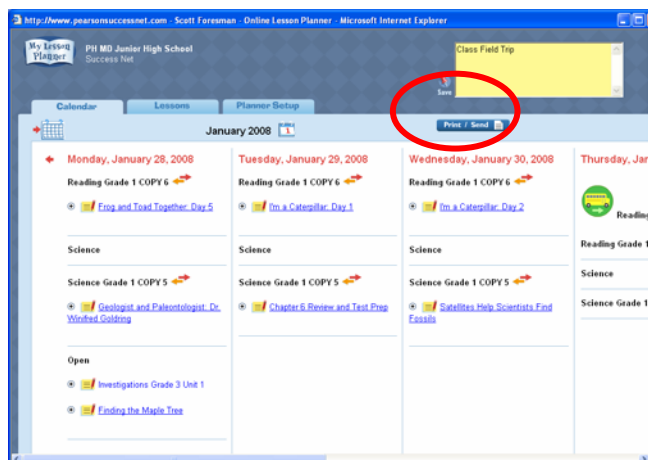 http://www.pearsonsuccessnet.com - Scott Foresman - Online Lesson Planner - Microsoft Internet Explorer
My Lesson
Planner
PH MD Junior High School
Success Net
Class Field Trip
Save
Calendar
Lessons
Planner Setup
January 2008
1
Print / Send
Monday, January 28, 2008
Reading Grade 1 COPY 6
Frog and Toad Together: Day 5
Science
Science Grade 1 COPY 5
Geologist and Paleontologist: Dr.
Winifred Goldring
Open
Investigations Grade 3 Unit 1
Finding the Maple Tree
Tuesday, January 29, 2008
Reading Grade 1 COPY 6
I'm a Caterpillar: Day 1
Science
Science Grade 1 COPY 5
Chapter 6 Review and Test Prep
Wednesday, January 30, 2008
Reading Grade 1 COPY 6
I'm a Caterpillar: Day 2
Science
Science Grade 1 COPY 5
Satellites Help Scientists Find
Fossils
Thursday, Jar
Reading
Reading Grade 1
Science
Science Grade 1